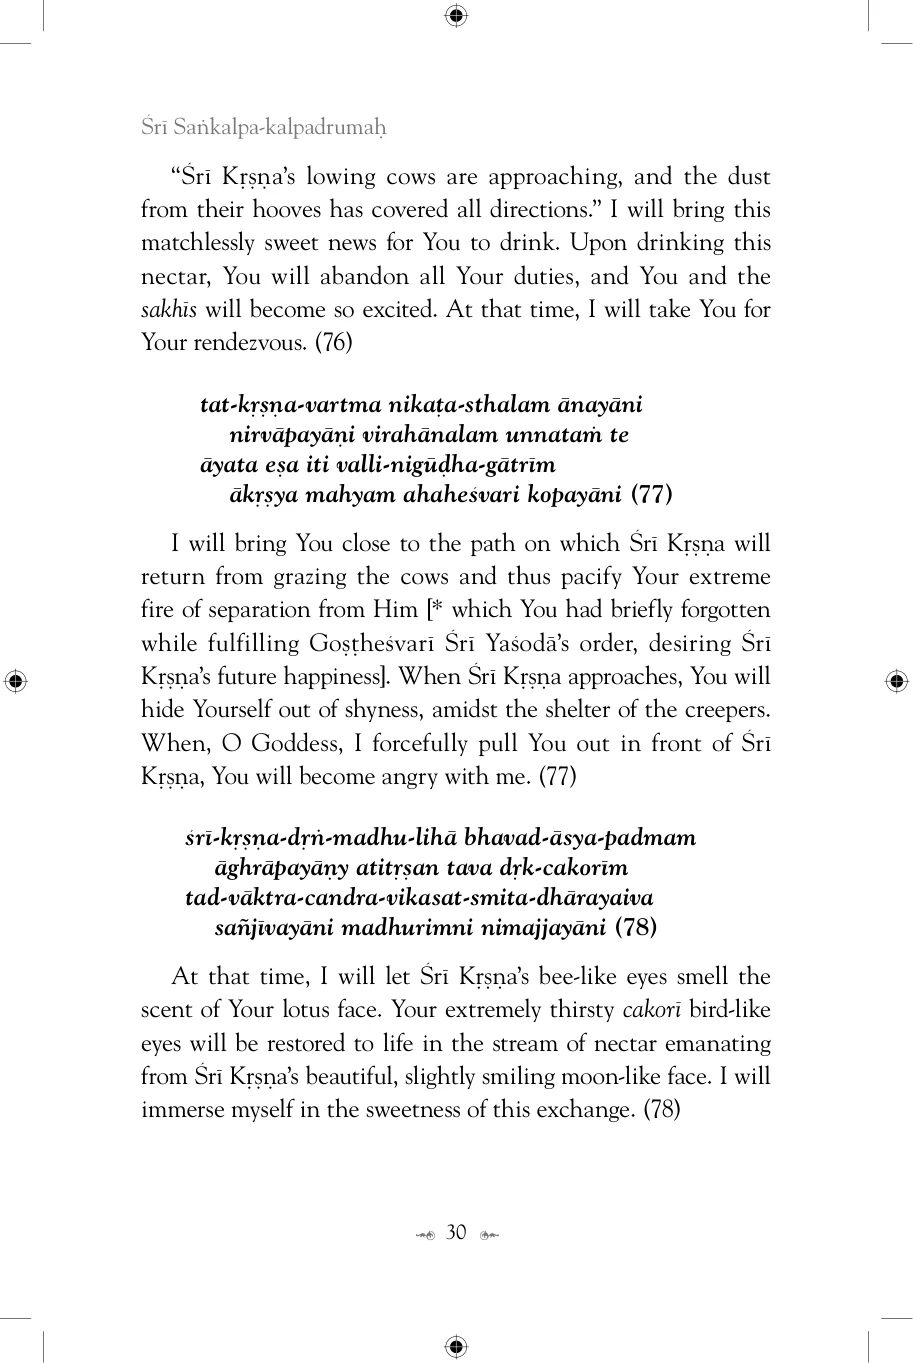 Śrī Saṅkalpa-kalpadrumaḥ
“Śrī Kṛṣṇa’s lowing cows are approaching, and the dust
from their hooves has covered all directions.” I will bring this
matchlessly sweet news for You to drink. Upon drinking this
nectar, You will abandon all Your duties, and You and the
sakhīs will become so excited. At that time, I will take You for
Your rendezvous. (76)
tat-kṛṣṇa-vartma nikaṭa-sthalam ānayāni
nirvāpayāṇi virahānalam unnataṁ te
āyata eṣa iti valli-nigūḍha-gātrīm
ākṛṣya mahyam ahaheśvari kopayāni (77)
I will bring You close to the path on which Śrī Kṛṣṇa will
return from grazing the cows and thus pacify Your extreme
fire of separation from Him [* which You had briefly forgotten
while fulfilling Goṣṭheśvarī Śrī Yaśodā’s order, desiring Śrī
Kṛṣṇa’s future happiness]. When Śrī Kṛṣṇa approaches, You will
hide Yourself out of shyness, amidst the shelter of the creepers.
When, O Goddess, I forcefully pull You out in front of Śrī
Kṛṣṇa, You will become angry with me. (77)
śrī-kṛṣṇa-dṛṅ-madhu-lihā bhavad-āsya-padmam
āghrāpayāṇy atitṛṣan tava dṛk-cakorīm
tad-vāktra-candra-vikasat-smita-dhārayaiva
sañjīvayāni madhurimni nimajjayāni (78)
At that time, I will let Śrī Kṛṣṇa’s bee-like eyes smell the
scent of Your lotus face. Your extremely thirsty cakorī bird-like
eyes will be restored to life in the stream of nectar emanating
from Śrī Kṛṣṇa’s beautiful, slightly smiling moon-like face. I will
immerse myself in the sweetness of this exchange. (78)
30